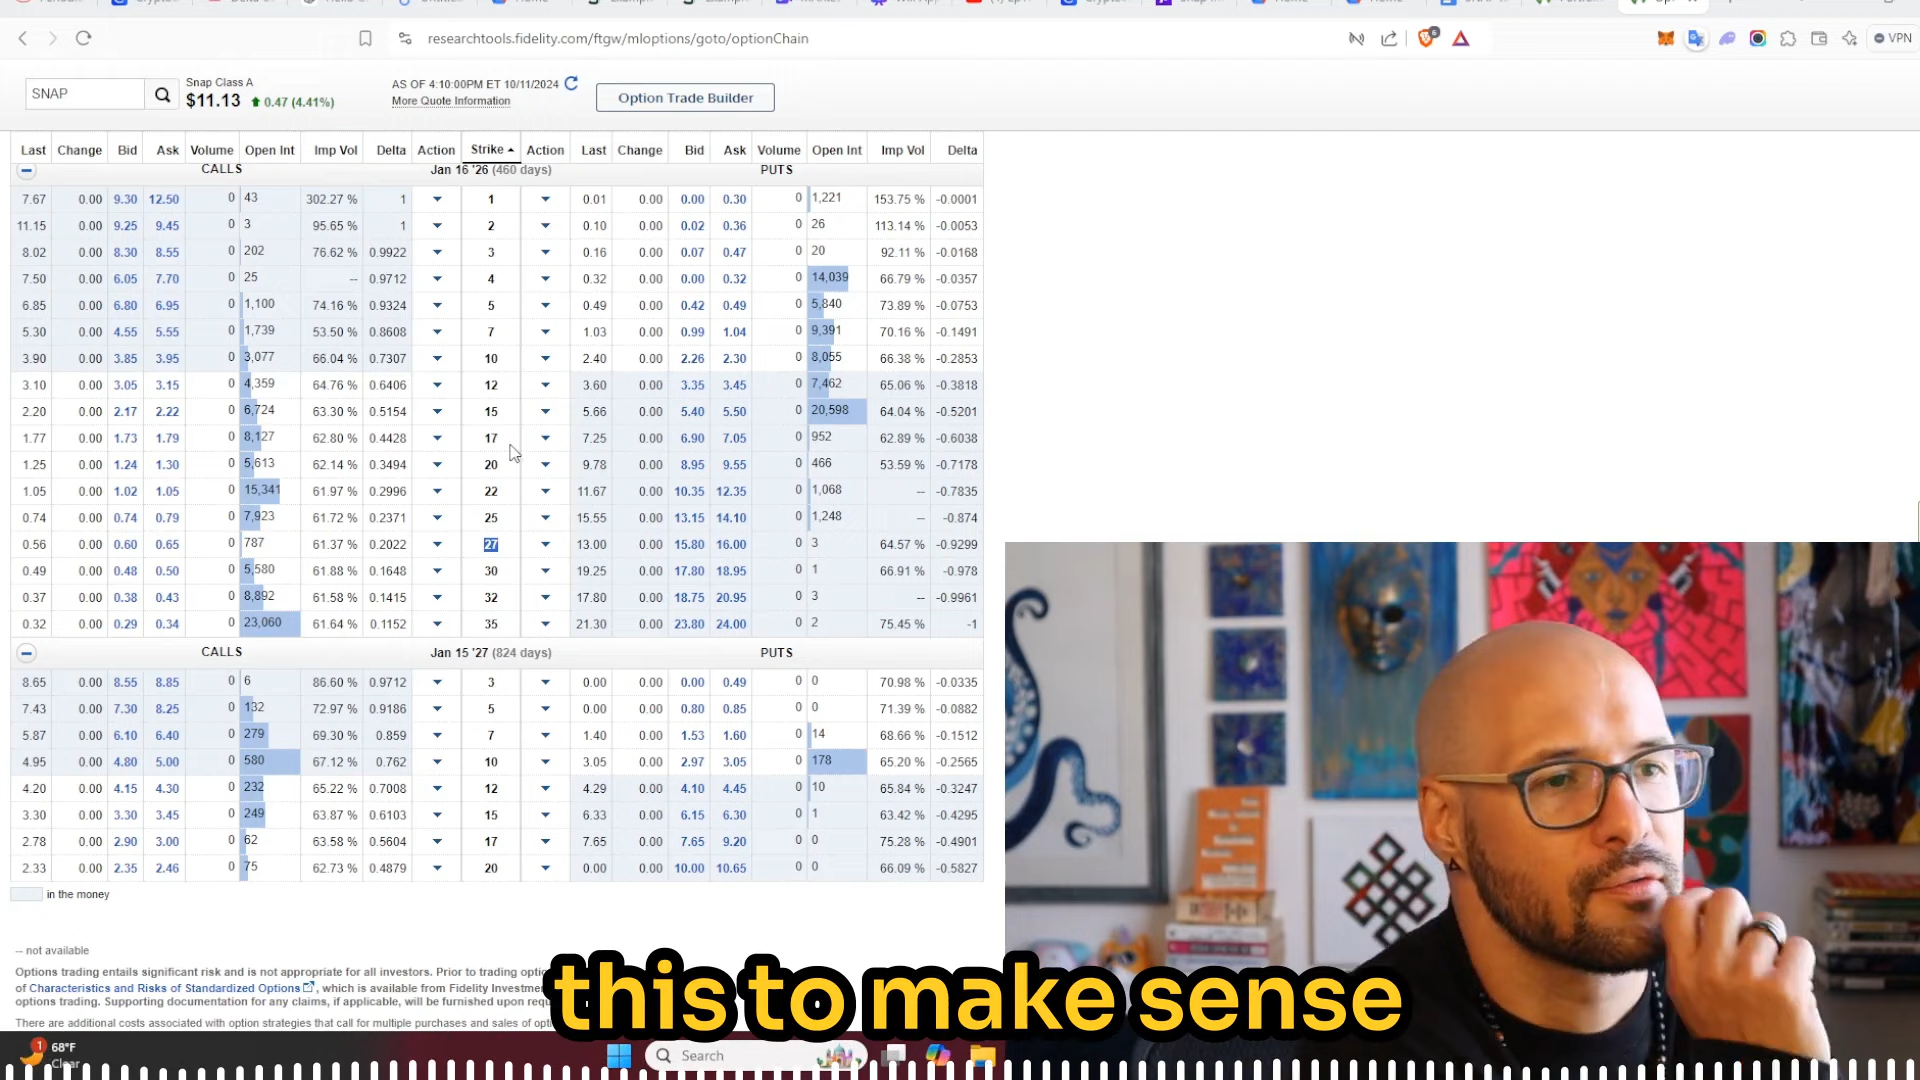 researchtools.fidelity.com/ftgw/mloptions/goto/optionChain
6
VPN
SNAP
Snap Class A
$11.13 0.47 (4.41%)
AS OF 4:10:00PM ET 10/11/2024
More Quote Information
Option Trade Builder
Last Change Bid Ask Volume Open Int Imp Vol Delta Action Strike Action Last Change Bid Ask Volume Open Int Imp Vol Delta
CALLS Jan 16 '26 (460 days) PUTS
7.67 0.00 9.30 12.50 0 43 302.27 % 1 1 0.01 0.00 0.00 0.30 0 1,221 153.75 % -0.0001
11.15 0.00 9.25 9.45 0 3 95.65 % 1 2 0.10 0.00 0.02 0.36 0 26 113.14 % -0.0053
8.02 0.00 8.30 8.55 0 202 76.62 % 0.9922 3 0.16 0.00 0.07 0.47 0 20 92.11 % -0.0168
7.50 0.00 6.05 7.70 0 25 -- 0.9712 4 0.32 0.00 0.00 0.32 0 14,039 66.79 % -0.0357
6.85 0.00 6.80 6.95 0 1,100 74.16 % 0.9324 5 0.49 0.00 0.42 0.49 0 5,840 73.89 % -0.0753
5.30 0.00 4.55 5.55 0 1,739 53.50 % 0.8608 7 1.03 0.00 0.99 1.04 0 9,391 70.16 % -0.1491
3.90 0.00 3.85 3.95 0 3,077 66.04 % 0.7307 10 2.40 0.00 2.26 2.30 0 8,055 66.38 % -0.2853
3.10 0.00 3.05 3.15 0 4,359 64.76 % 0.6406 12 3.60 0.00 3.35 3.45 0 7,462 65.06 % -0.3818
2.20 0.00 2.17 2.22 0 6,724 63.30 % 0.5154 15 5.66 0.00 5.40 5.50 0 20,598 64.04 % -0.5201
1.77 0.00 1.73 1.79 0 8,127 62.80 % 0.4428 17 7.25 0.00 6.90 7.05 0 952 62.89 % -0.6038
1.25 0.00 1.24 1.30 0 5,613 62.14 % 0.3494 20 9.78 0.00 8.95 9.55 0 466 53.59 % -0.7178
1.05 0.00 1.02 1.05 0 15,341 61.97 % 0.2996 22 11.67 0.00 10.35 12.35 0 1,068 -- -0.7835
0.74 0.00 0.74 0.79 0 7,923 61.72 % 0.2371 25 15.55 0.00 13.15 14.10 0 1,248 -- -0.874
0.56 0.00 0.60 0.65 0 787 61.37 % 0.2022 27 13.00 0.00 15.80 16.00 0 3 64.57 % -0.9299
0.49 0.00 0.48 0.50 0 5,580 61.88 % 0.1648 30 19.25 0.00 17.80 18.95 0 1 66.91 % -0.978
0.37 0.00 0.38 0.43 0 8,892 61.58 % 0.1415 32 17.80 0.00 18.75 20.95 0 3 -- -0.9961
0.32 0.00 0.29 0.34 0 23,060 61.64 % 0.1152 35 21.30 0.00 23.80 24.00 0 2 75.45 % -1
CALLS Jan 15 '27 (824 days) PUTS
8.65 0.00 8.55 8.85 0 6 86.60 % 0.9712 3 0.00 0.00 0.00 0.49 0 0 70.98 % -0.0335
7.43 0.00 7.30 8.25 0 132 72.97 % 0.9186 5 0.00 0.00 0.80 0.85 0 0 71.39 % -0.0882
5.87 0.00 6.10 6.40 0 279 69.30 % 0.859 7 1.40 0.00 1.53 1.60 0 14 68.66 % -0.1512
4.95 0.00 4.80 5.00 0 580 67.12 % 0.762 10 3.05 0.00 2.97 3.05 0 178 65.20 % -0.2565
4.20 0.00 4.15 4.30 0 232 65.22 % 0.7008 12 4.29 0.00 4.10 4.45 0 10 65.84 % -0.3247
3.30 0.00 3.30 3.45 0 249 63.87 % 0.6103 15 6.33 0.00 6.15 6.30 0 1 63.42 % -0.4295
2.78 0.00 2.90 3.00 0 62 63.58 % 0.5604 17 7.65 0.00 7.65 9.20 0 0 75.28 % -0.4901
2.33 0.00 2.35 2.46 0 75 62.73 % 0.4879 20 0.00 0.00 10.00 10.65 0 0 66.09 % -0.5827
in the money
-- not available
Options trading entails significant risk and is not appropriate for all investors. Prior to trading
of Characteristics and Risks of Standardized Options, which is available from Fidelity
options trading. Supporting documentation for any claims, if applicable, will be furnished upon
There are additional costs associated with option strategies that call for multiple purchases and sales of
this to make sense
1 68°F
Clear
Search